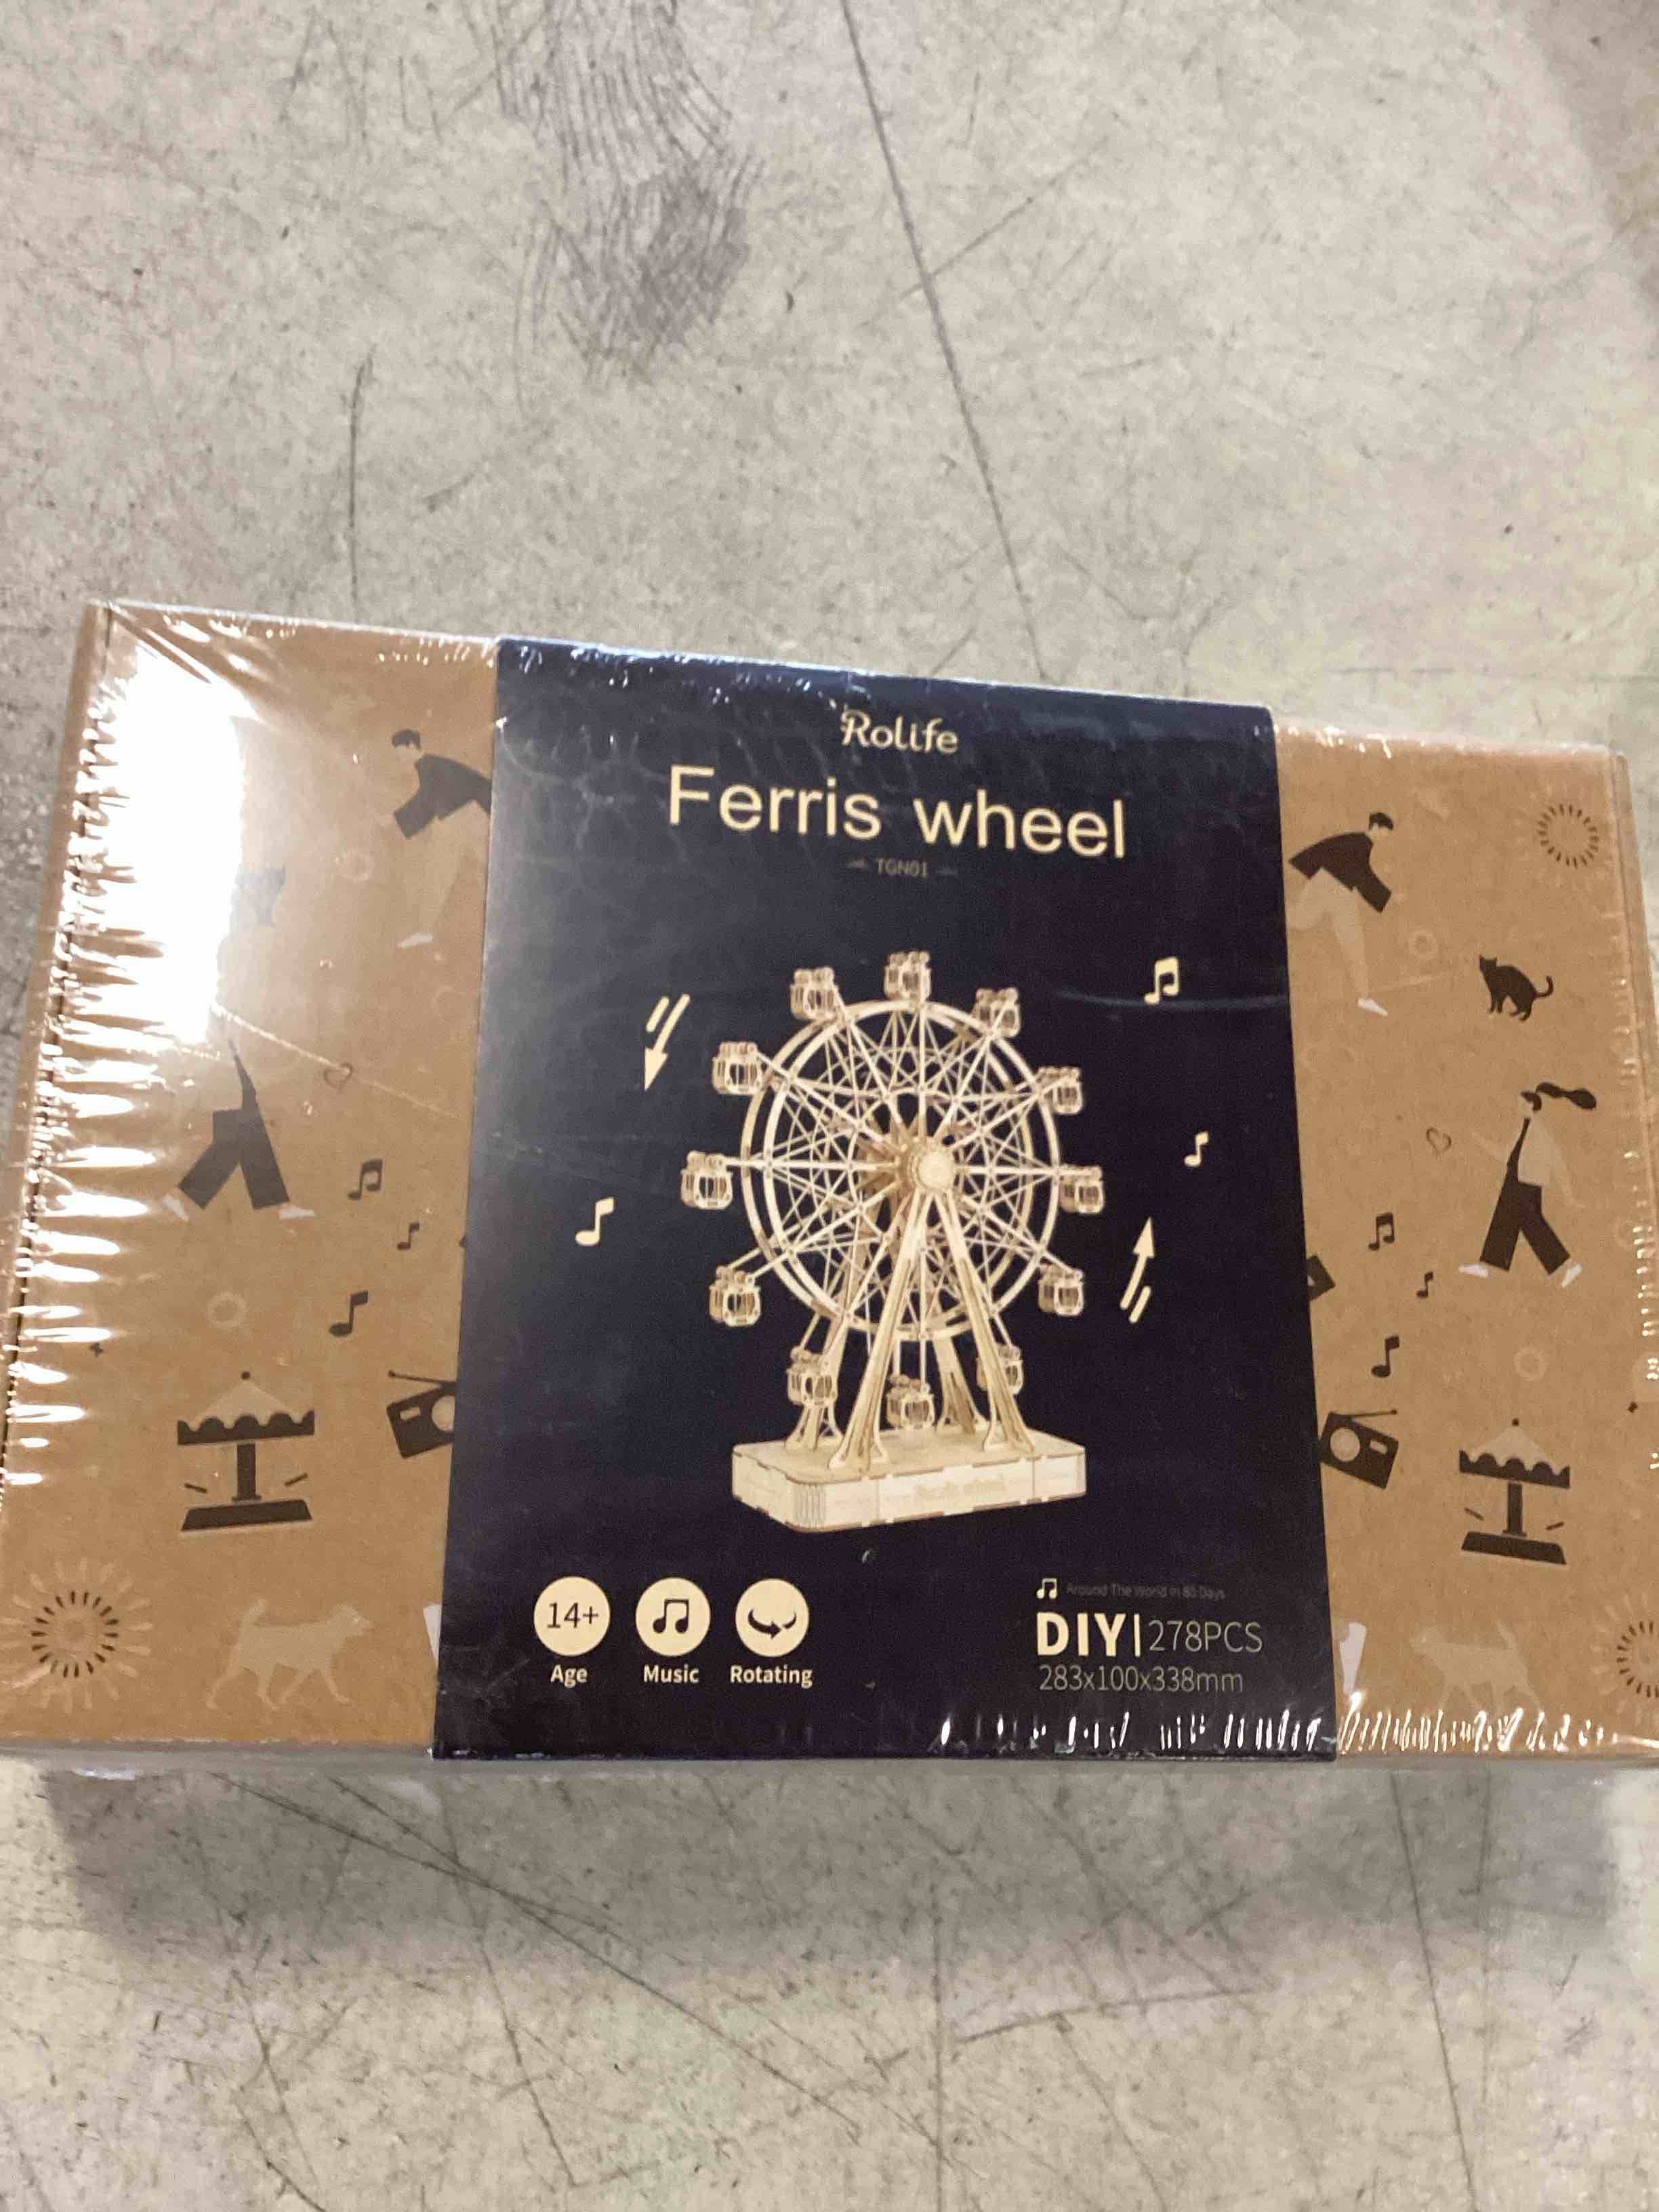 Rolife
Ferris wheel
TGN01
14+
Age
Music
Rotating
Around The World in 80 Days
DIY|278PCS
283x100x338mm